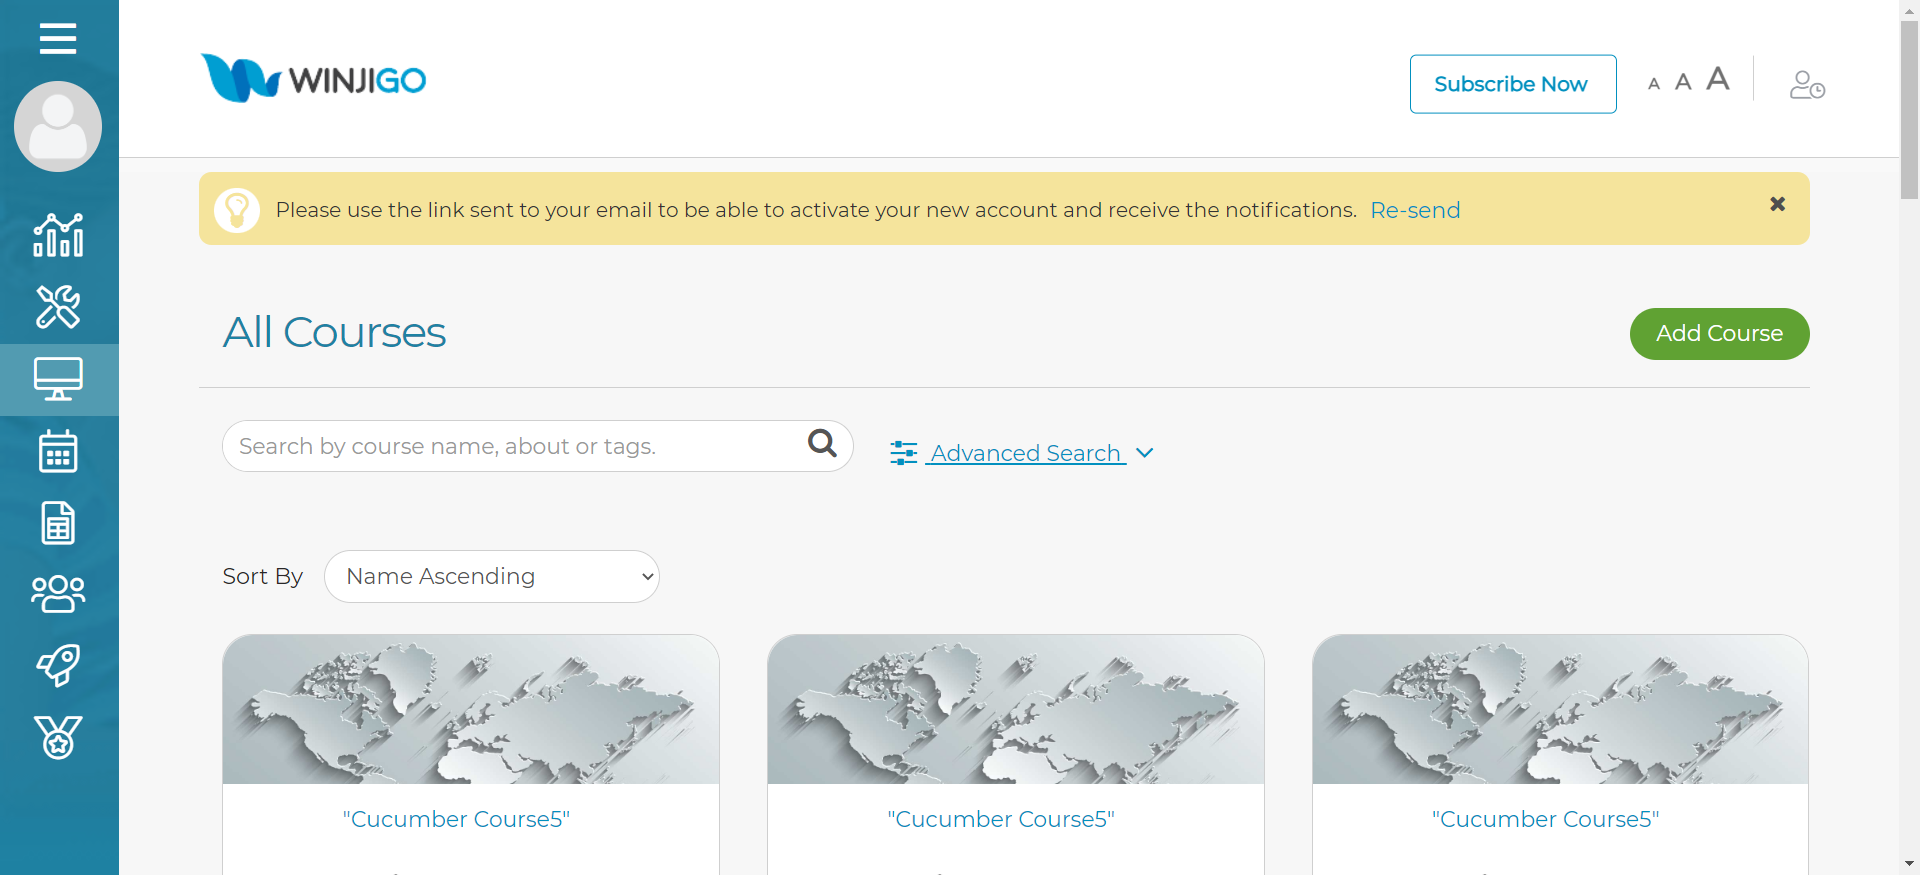 WINJIGO
Subscribe Now
A A A
Please use the link sent to your email to be able to activate your new account and receive the notifications. Re-send
All Courses
Add Course
Search by course name, about or tags.
Advanced Search
Sort By
Name Ascending
"Cucumber Course5"
"Cucumber Course5"
"Cucumber Course5"